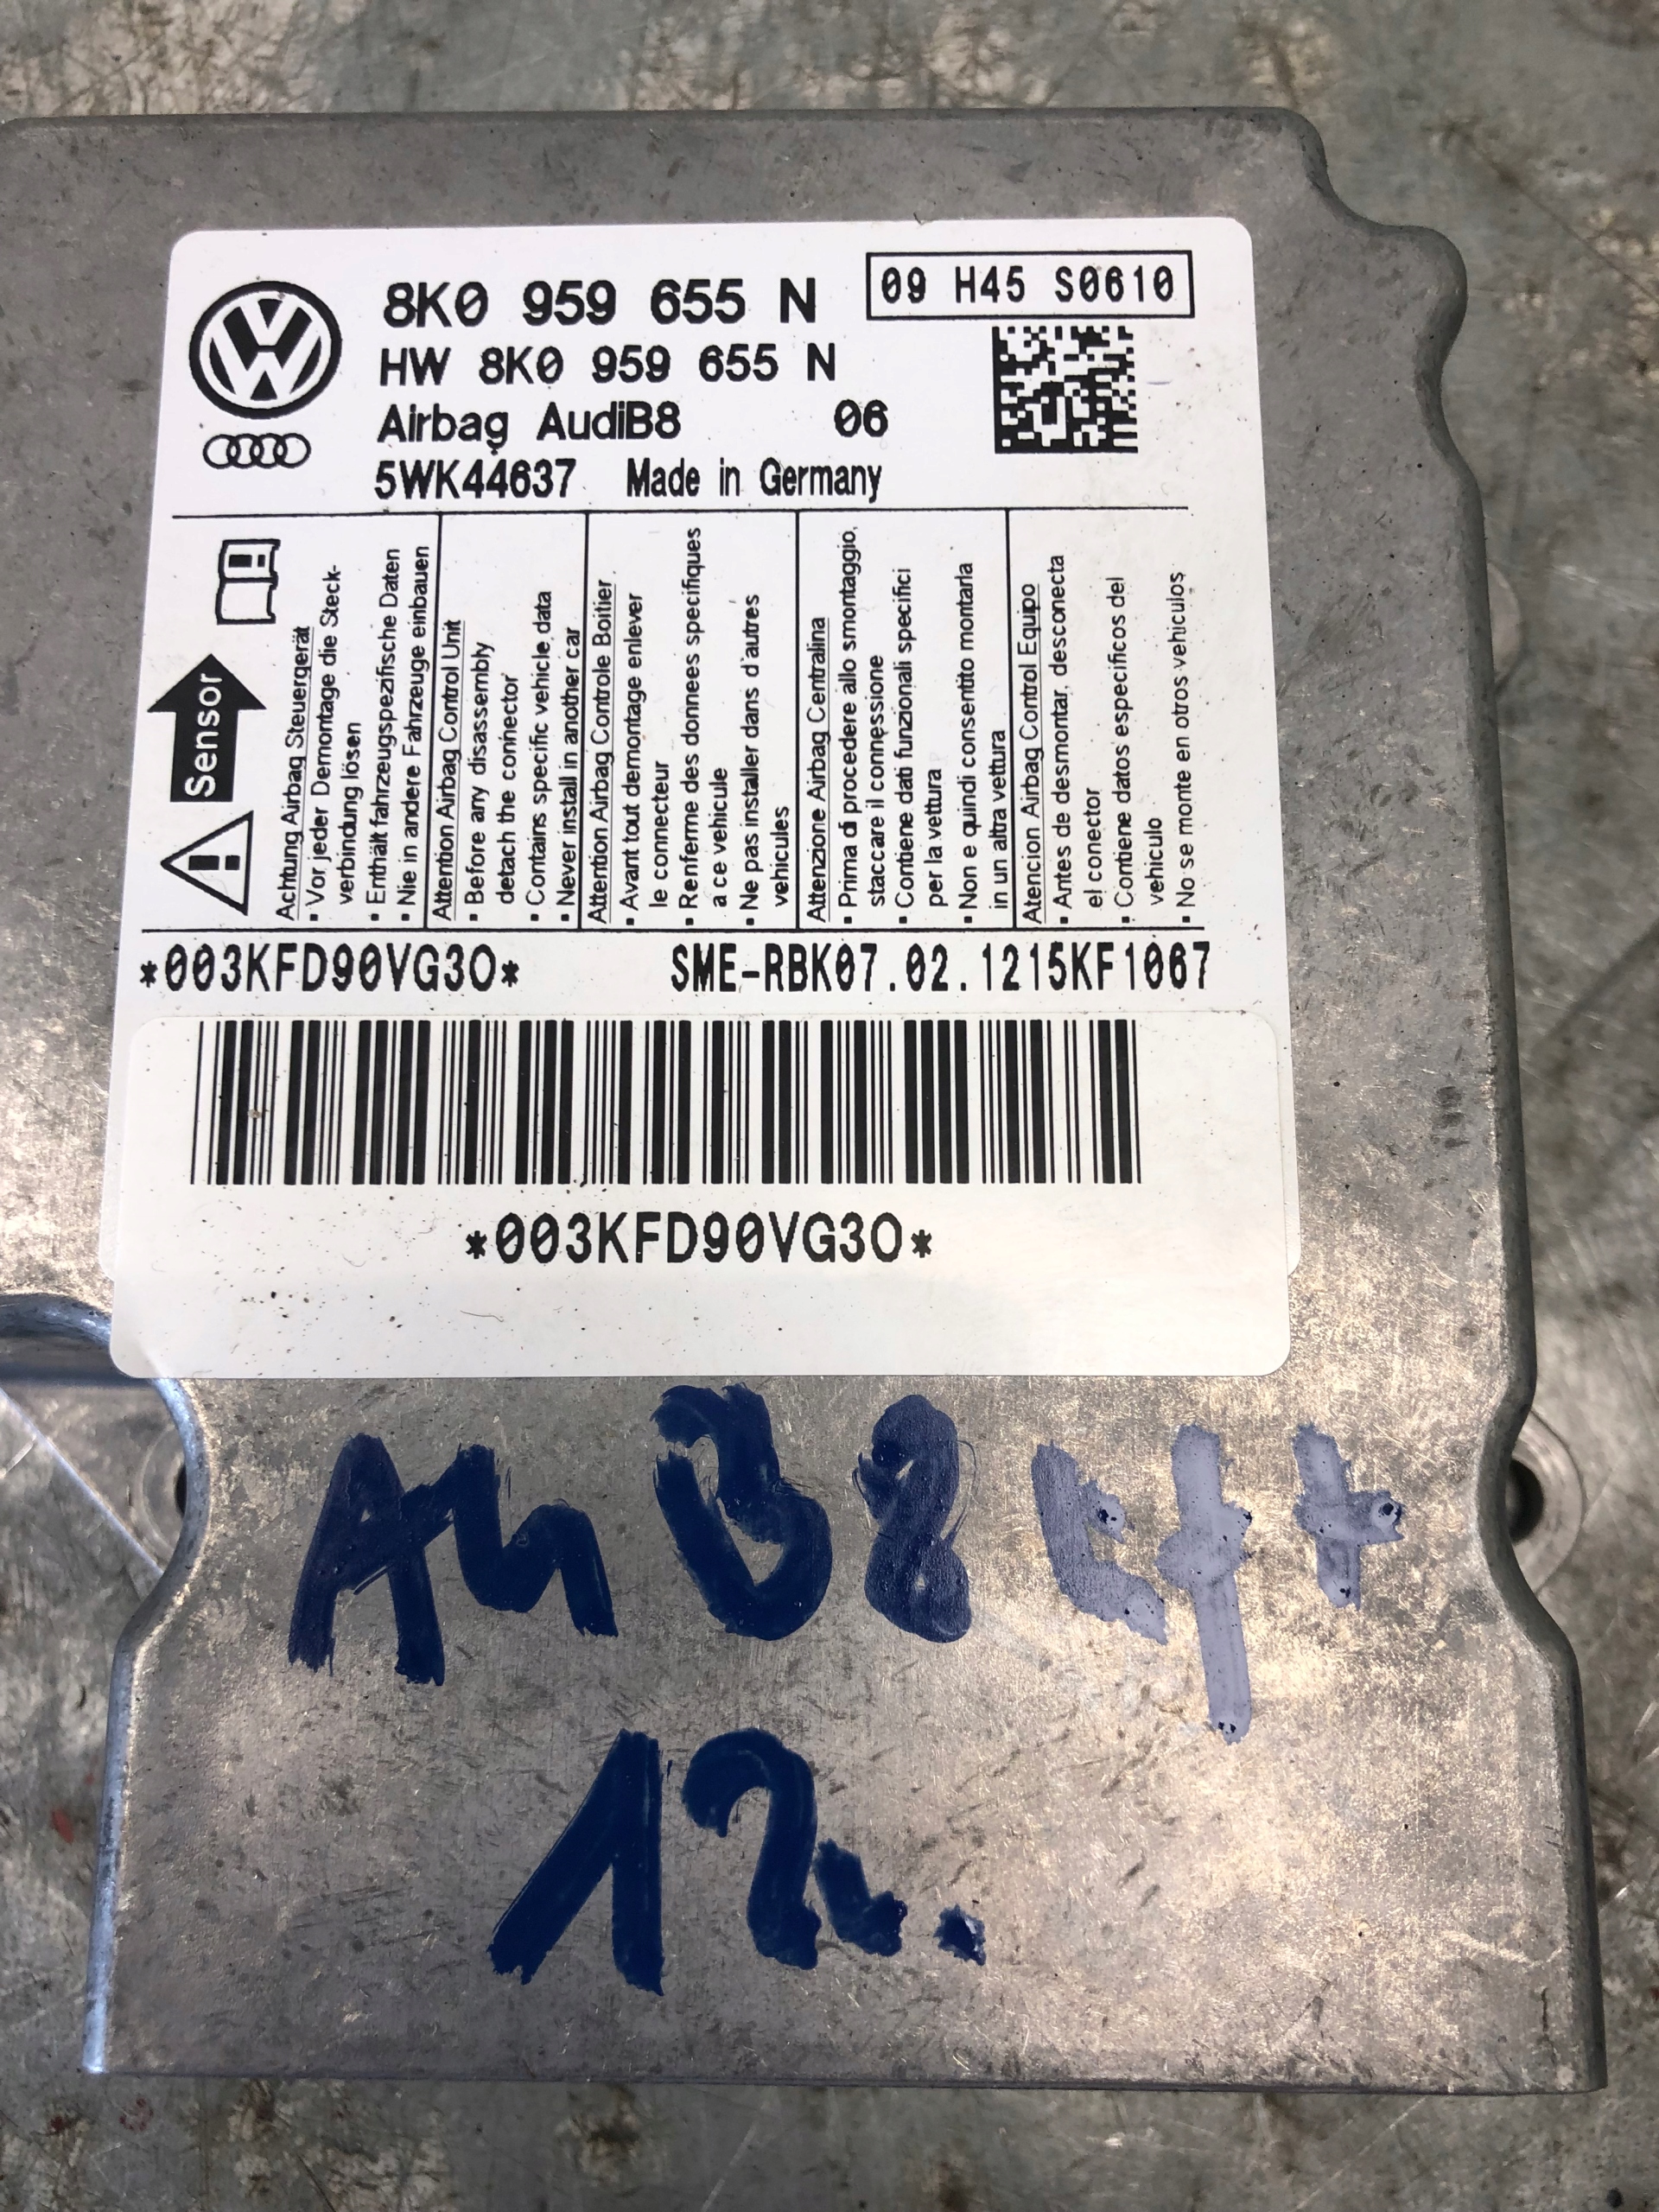 8K0 959 655 N
09 H45 S0610
HW 8K0 959 655 N
Airbag AudiB8 06
5WK44637 Made in Germany
Sensor
Achtung Airbag Steuergerät
▪ Vor jeder Demontage die Steck-
verbindung lösen
▪ Enthält fahrzeugspezifische Daten
▪ Nie in andere Fahrzeuge einbauen
Attention Airbag Control Unit
▪ Before any disassembly
detach the connector
▪ Contains specific vehicle data
▪ Never install in another car
Attention Airbag Controle Boitier
▪ Avant tout demontage enlever
le connecteur
▪ Renferme des donnees specifiques
a ce vehicule
▪ Ne pas installer dans d'autres
vehicules
Attenzione Airbag Centralina
▪ Prima di procedere allo smontaggio,
staccare il connessione
▪ Contiene dati funzionali specifici
per la vettura
▪ Non e quindi consentito montarla
in un altra vettura
Atencion Airbag Control Equipo
▪ Antes de desmontar, desconecta
el conector
▪ Contiene datos especificos del
vehiculo
▪ No se monte en otros vehiculos
*003KFD90VG3O* SME-RBK07.02.1215KF1067
*003KFD90VG3O*
B8
12.